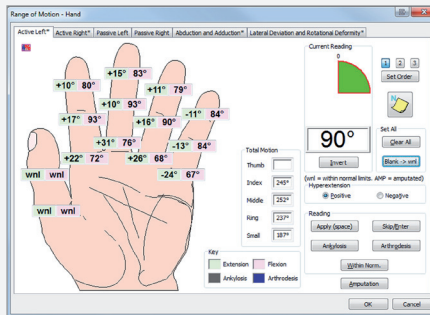 Range of Motion - Hand
Active Left* Active Right* Passive Left Passive Right Abduction and Adduction* Lateral Deviation and Rotational Deformity*
Current Reading
0
1 2 3
Set Order
+15° 83°
+10° 80°
+11° 79°
+10° 93°
-11° 84°
+17° 93°
+16° 90°
+31° 76°
-13° 84°
+22° 72°
+26° 68°
wnl wnl
-24° 67°
wnl wnl
90°
Invert
Set All
Clear All
Blank -> wnl
(wnl = within normal limits. AMP = amputated)
Hyperextension
Positive Negative
Total Motion
Thumb
Index 245°
Middle 252°
Ring 237°
Small 187°
Reading
Apply (space) Skip/Enter
Ankylosis Arthrodesis
Within Norm.
Amputation
Key
Extension Flexion
Ankylosis Arthrodesis
OK Cancel